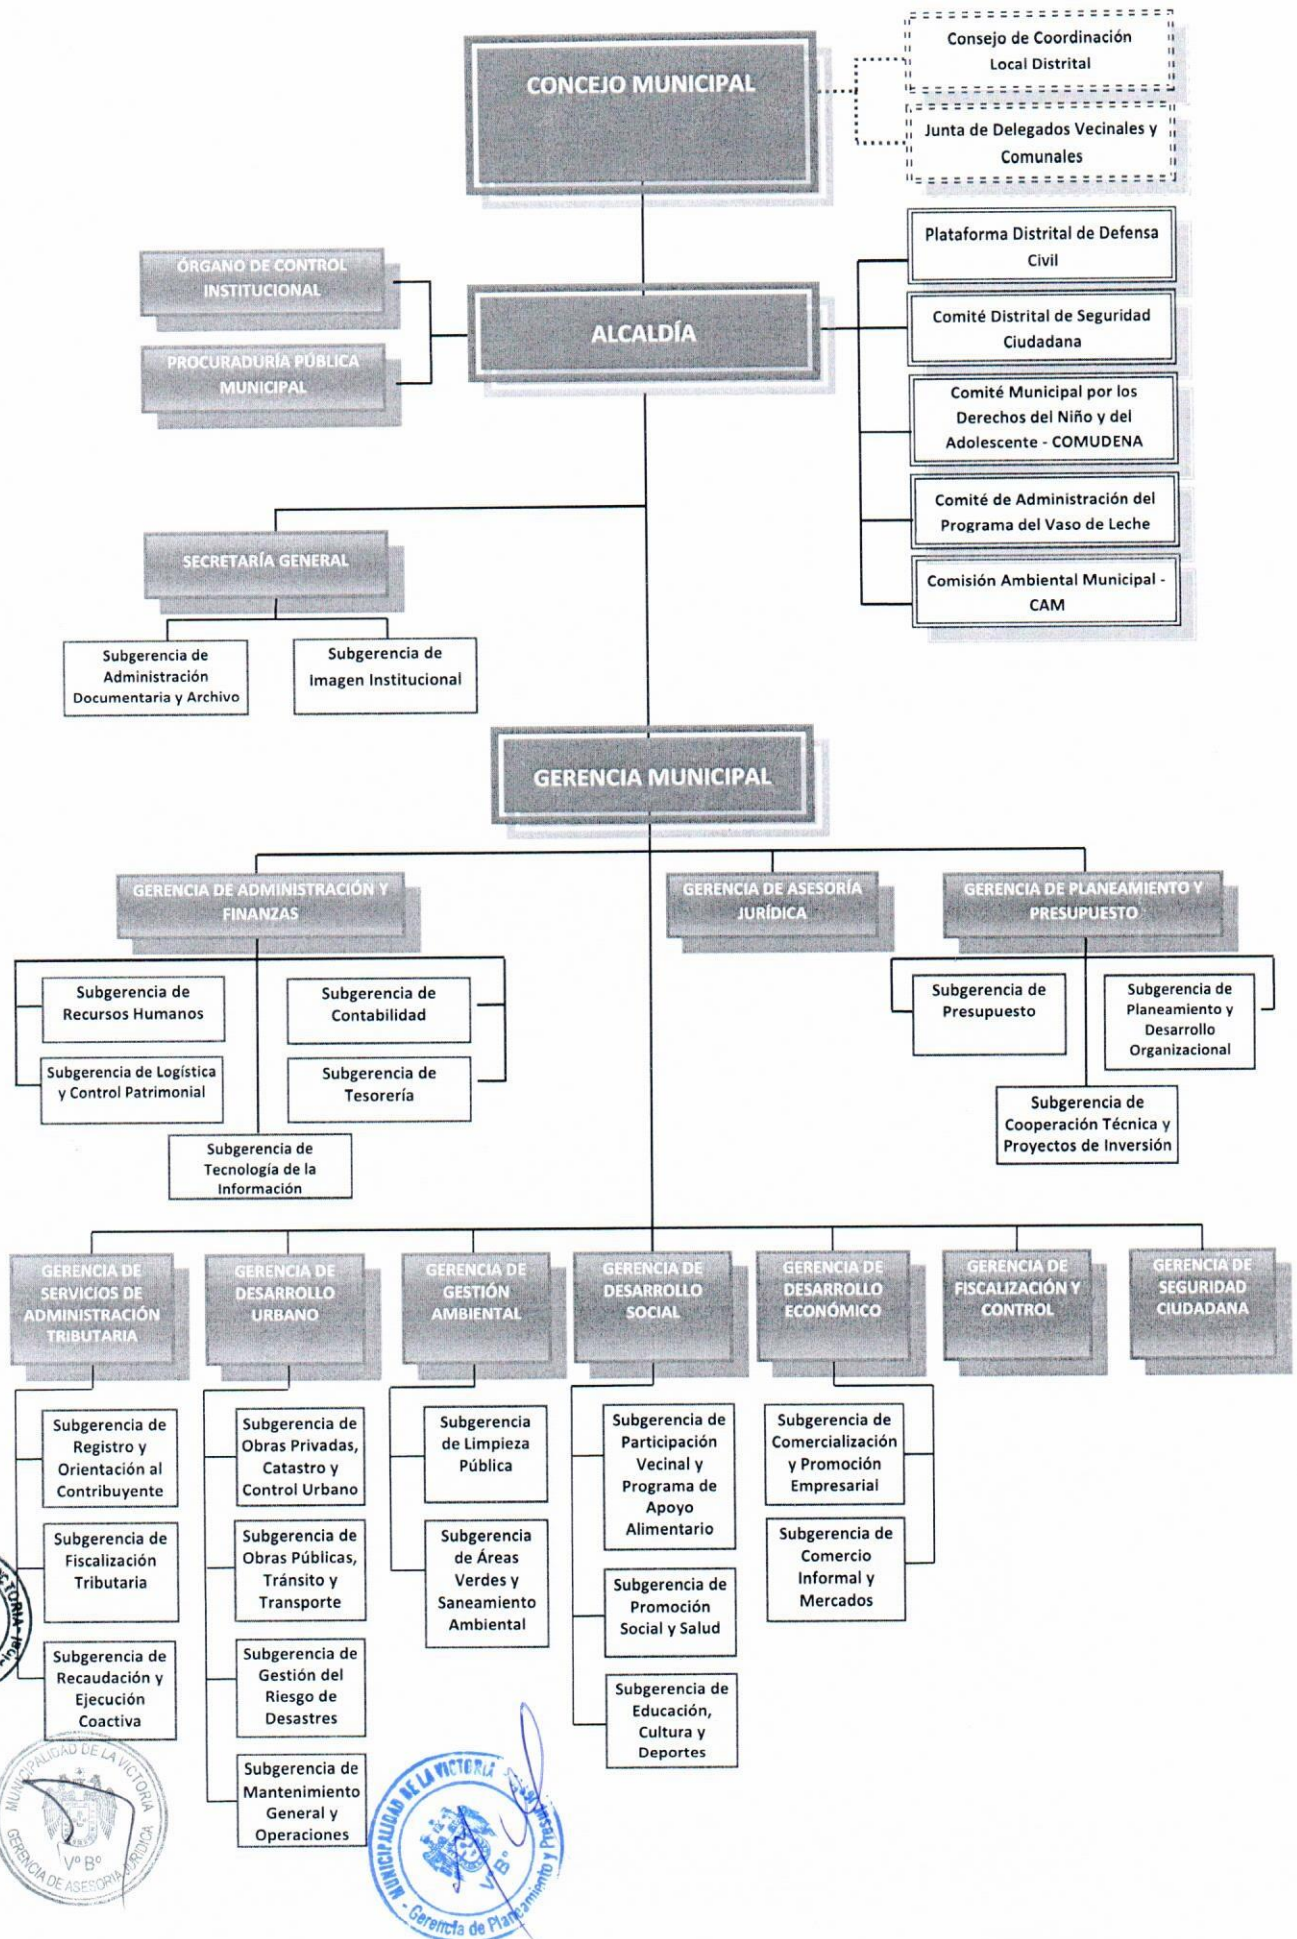 CONCEJO MUNICIPAL
Consejo de Coordinación
Local Distrital
Junta de Delegados Vecinales y
Comunales
ÓRGANO DE CONTROL
INSTITUCIONAL
PROCURADURÍA PÚBLICA
MUNICIPAL
ALCALDÍA
Plataforma Distrital de Defensa
Civil
Comité Distrital de Seguridad
Ciudadana
Comité Municipal por los
Derechos del Niño y del
Adolescente - COMUDENA
Comité de Administración del
Programa del Vaso de Leche
Comisión Ambiental Municipal -
CAM
SECRETARÍA GENERAL
Subgerencia de
Administración
Documentaria y Archivo
Subgerencia de
Imagen Institucional
GERENCIA MUNICIPAL
GERENCIA DE ADMINISTRACIÓN Y
FINANZAS
GERENCIA DE ASESORÍA
JURÍDICA
GERENCIA DE PLANEAMIENTO Y
PRESUPUESTO
Subgerencia de
Recursos Humanos
Subgerencia de
Contabilidad
Subgerencia de Logística
y Control Patrimonial
Subgerencia de
Tesorería
Subgerencia de
Tecnología de la
Información
Subgerencia de
Presupuesto
Subgerencia de
Planeamiento y
Desarrollo
Organizacional
Subgerencia de
Cooperación Técnica y
Proyectos de Inversión
GERENCIA DE
SERVICIOS DE
ADMINISTRACIÓN
TRIBUTARIA
GERENCIA DE
DESARROLLO
URBANO
GERENCIA DE
GESTIÓN
AMBIENTAL
GERENCIA DE
DESARROLLO
SOCIAL
GERENCIA DE
DESARROLLO
ECONÓMICO
GERENCIA DE
FISCALIZACIÓN Y
CONTROL
GERENCIA DE
SEGURIDAD
CIUDADANA
Subgerencia de
Registro y
Orientación al
Contribuyente
Subgerencia de
Fiscalización
Tributaria
Subgerencia de
Recaudación y
Ejecución
Coactiva
Subgerencia de
Obras Privadas,
Catastro y
Control Urbano
Subgerencia de
Obras Públicas,
Tránsito y
Transporte
Subgerencia de
Gestión del
Riesgo de
Desastres
Subgerencia de
Mantenimiento
General y
Operaciones
Subgerencia
de Limpieza
Pública
Subgerencia
de Áreas
Verdes y
Saneamiento
Ambiental
Subgerencia de
Participación
Vecinal y
Programa de
Apoyo
Alimentario
Subgerencia de
Promoción
Social y Salud
Subgerencia de
Educación,
Cultura y
Deportes
Subgerencia de
Comercialización
y Promoción
Empresarial
Subgerencia de
Comercio
Informal y
Mercados
MUNICIPALIDAD DE LA VICTORIA
GERENCIA DE ASESORIA JURIDICA
Vº Bº
MUNICIPALIDAD DE LA VICTORIA
Gerencia de Planeamiento y
Vº Bº